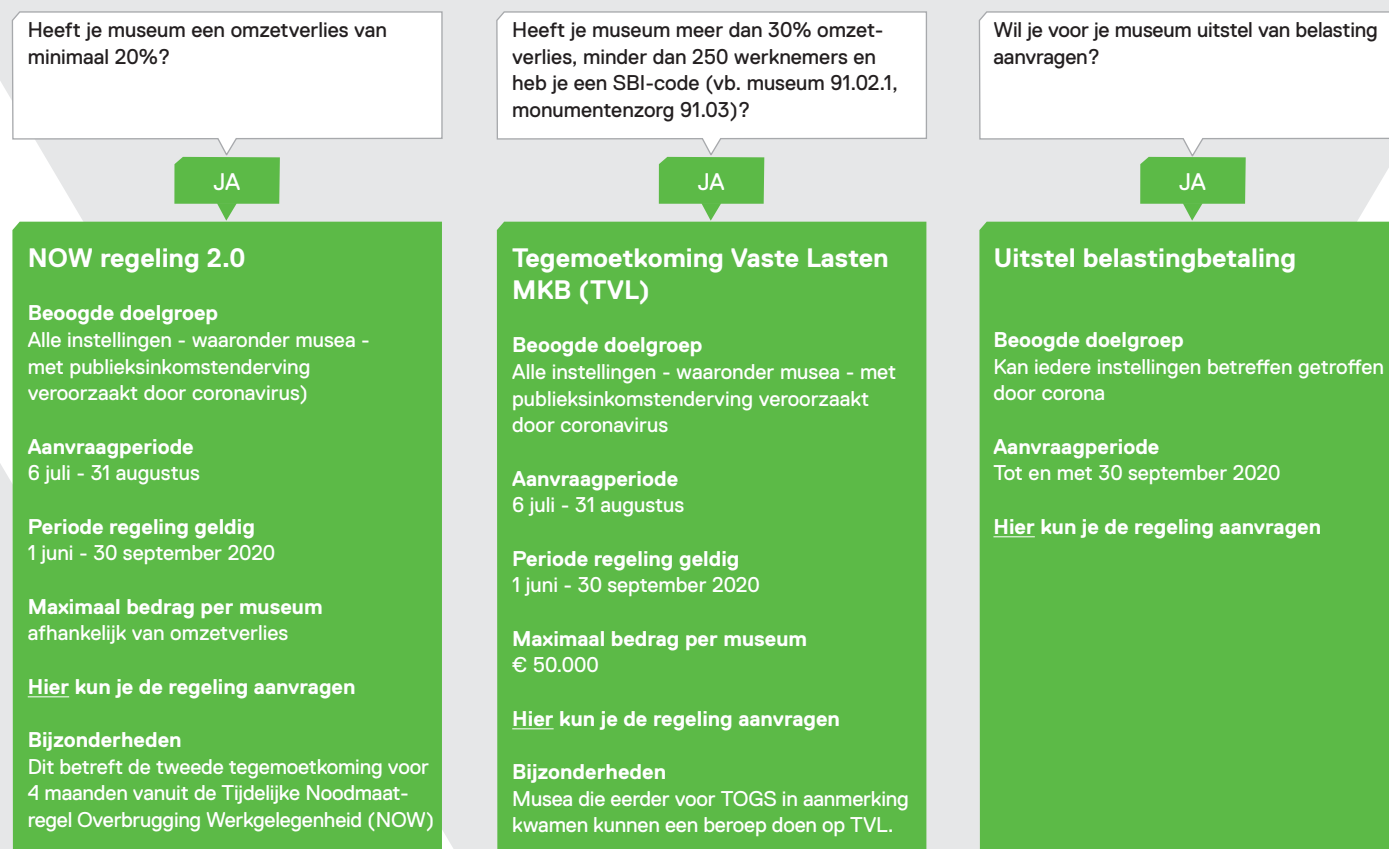 Heeft je museum een omzetverlies van
minimaal 20%?
JA
NOW regeling 2.0
Beoogde doelgroep
Alle instellingen - waaronder musea -
met publieksinkomstenderving
veroorzaakt door coronavirus)
Aanvraagperiode
6 juli - 31 augustus
Periode regeling geldig
1 juni - 30 september 2020
Maximaal bedrag per museum
afhankelijk van omzetverlies
Hier kun je de regeling aanvragen
Bijzonderheden
Dit betreft de tweede tegemoetkoming voor
4 maanden vanuit de Tijdelijke Noodmaat-
regel Overbrugging Werkgelegenheid (NOW)
Heeft je museum meer dan 30% omzet-
verlies, minder dan 250 werknemers en
heb je een SBI-code (vb. museum 91.02.1,
monumentenzorg 91.03)?
JA
Tegemoetkoming Vaste Lasten
MKB (TVL)
Beoogde doelgroep
Alle instellingen - waaronder musea - met
publieksinkomstenderving veroorzaakt
door coronavirus
Aanvraagperiode
6 juli - 31 augustus
Periode regeling geldig
1 juni - 30 september 2020
Maximaal bedrag per museum
€ 50.000
Hier kun je de regeling aanvragen
Bijzonderheden
Musea die eerder voor TOGS in aanmerking
kwamen kunnen een beroep doen op TVL.
Wil je voor je museum uitstel van belasting
aanvragen?
JA
Uitstel belastingbetaling
Beoogde doelgroep
Kan iedere instellingen betreffen getroffen
door corona
Aanvraagperiode
Tot en met 30 september 2020
Hier kun je de regeling aanvragen